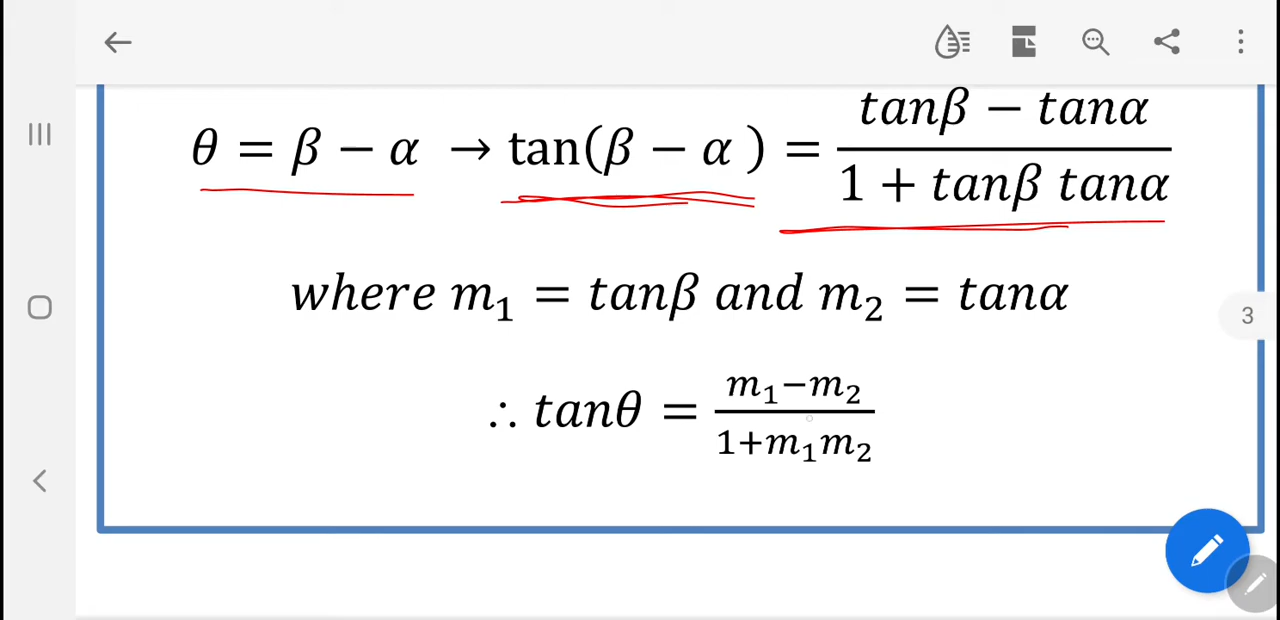 θ = β − α → tan(β − α ) = (tanβ − tanα)/(1 + tanβ tanα)
where m₁ = tanβ and m₂ = tanα
3
∴ tanθ = (m₁−m₂)/(1+m₁m₂)